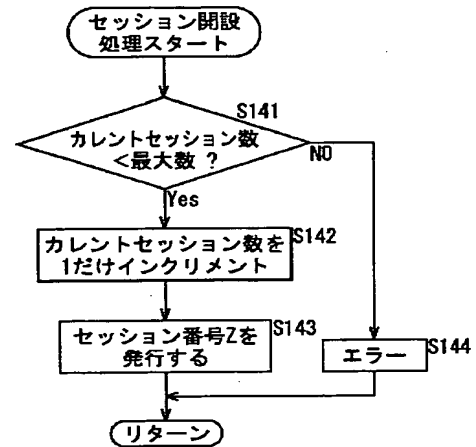 セッション開設
処理スタート
S141
カレントセッション数
<最大数 ?
NO
Yes
カレントセッション数を
1だけインクリメント
S142
セッション番号Zを
発行する
S143
エラー
S144
リターン